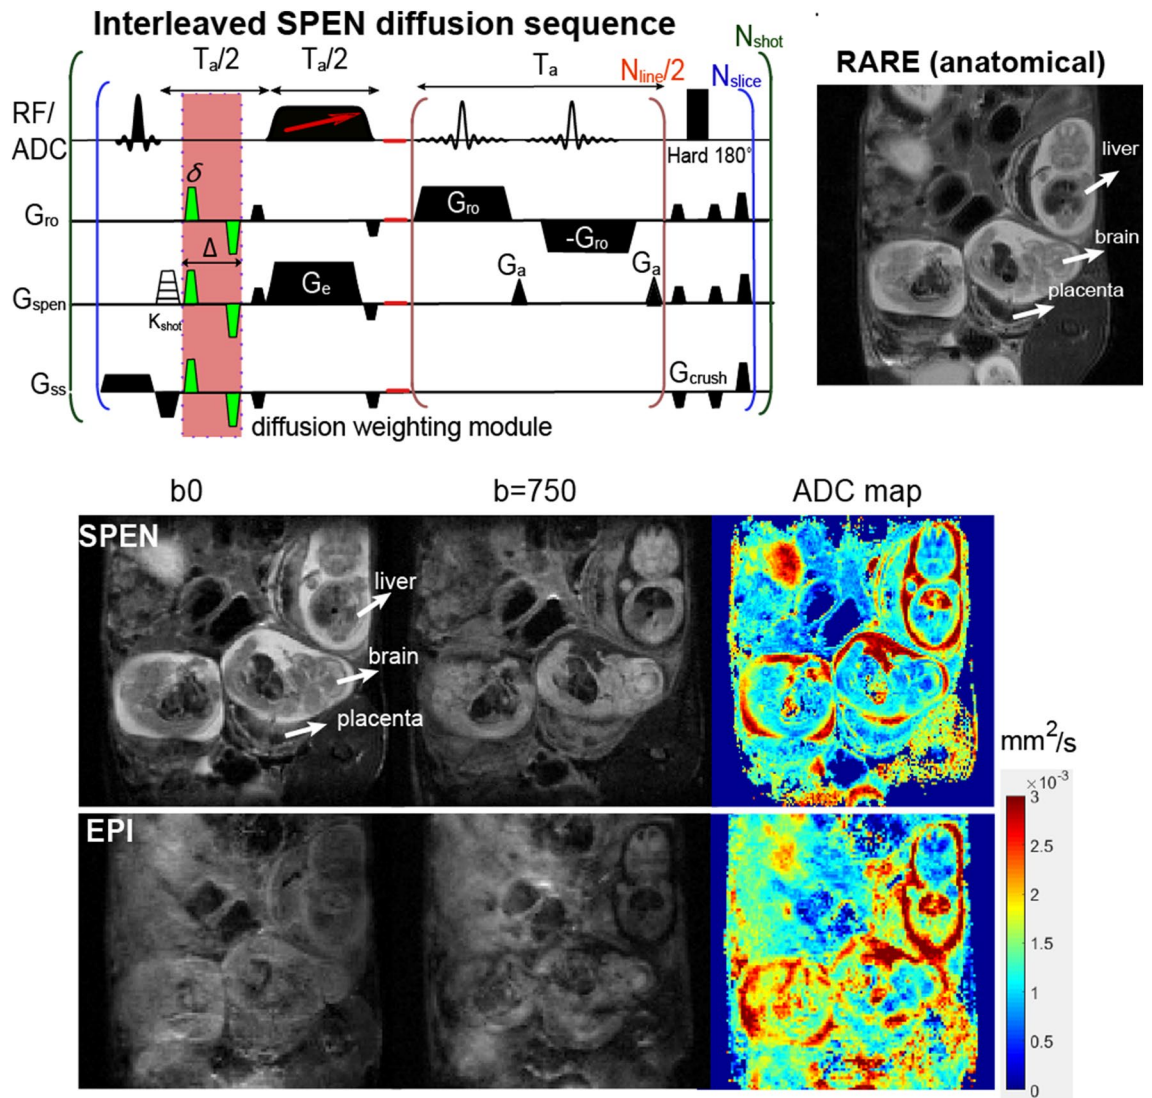 Interleaved SPEN diffusion sequence
Nshot
Ta/2
Ta/2
Ta
Nline/2
Nslice
RF/
ADC
Hard 180°
δ
Gro
Gro
-Gro
Δ
Ga
Ga
Gspen
Ge
Kshot
Gss
Gcrush
diffusion weighting module
RARE (anatomical)
liver
brain
placenta
b0
b=750
ADC map
SPEN
liver
brain
placenta
mm²/s
×10⁻³
3
2.5
2
1.5
1
0.5
0
EPI